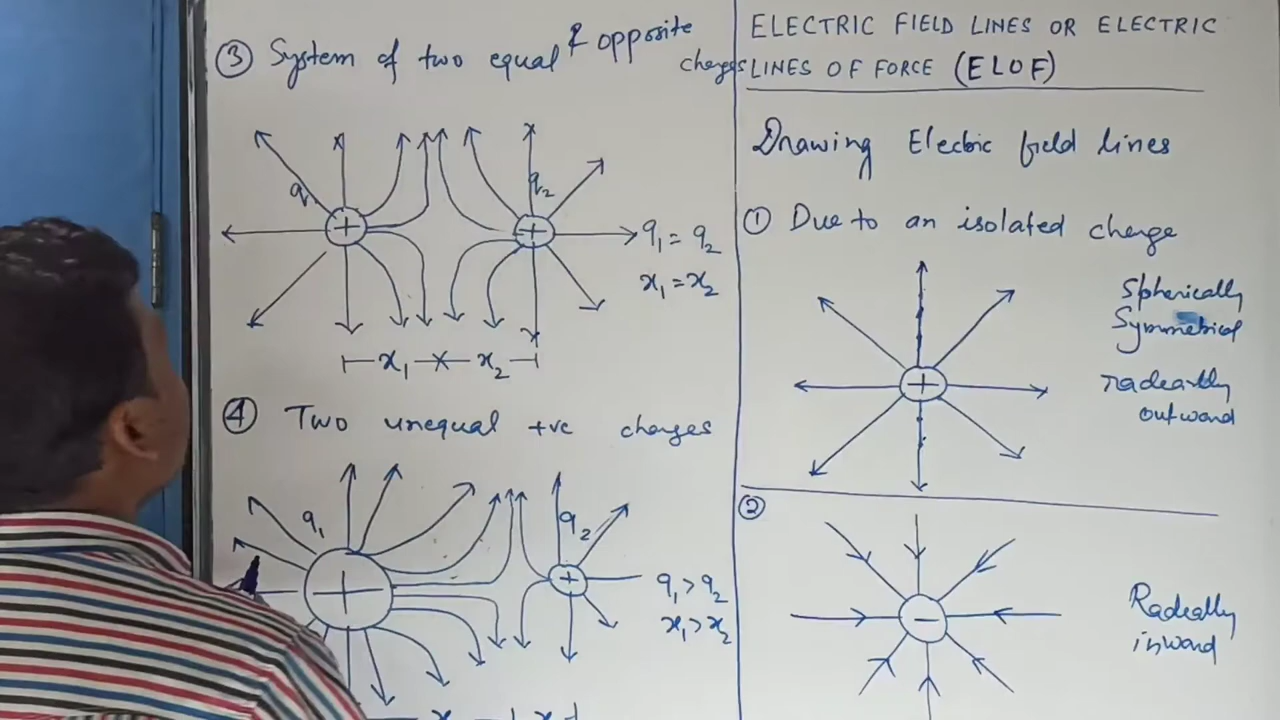 ELECTRIC FIELD LINES OR ELECTRIC
LINES OF FORCE (ELOF)
Drawing Electric field lines
① Due to an isolated charge
+
Spherically
Symmetrical
radeartly
outward
②
−
Radeally
inward
③ System of two equal & opposite
charges
q₁ q₂
+ +
q₁ = q₂
x₁ = x₂
x₁ x₂
④ Two unequal +ve charges
q₁ q₂
+ +
q₁ > q₂
x₁ > x₂